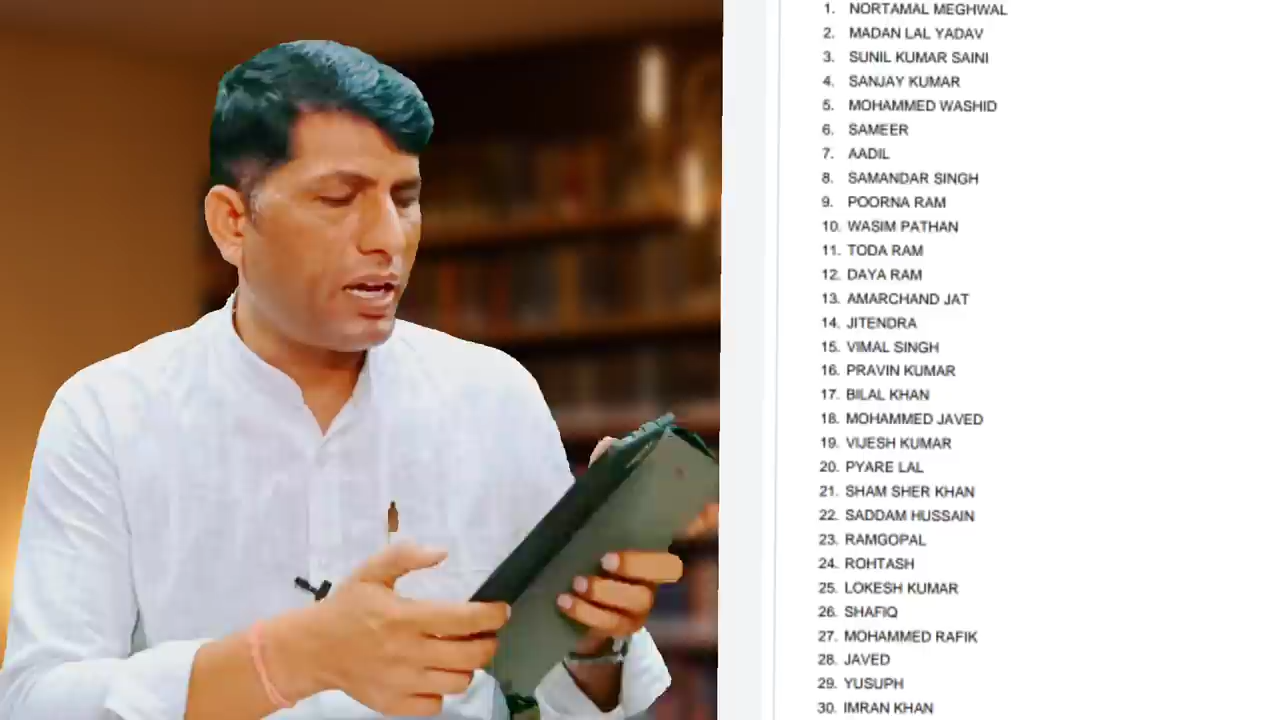 1. NORTAMAL MEGHWAL
2. MADAN LAL YADAV
3. SUNIL KUMAR SAINI
4. SANJAY KUMAR
5. MOHAMMED WASHID
6. SAMEER
7. AADIL
8. SAMANDAR SINGH
9. POORNA RAM
10. WASIM PATHAN
11. TODA RAM
12. DAYA RAM
13. AMARCHAND JAT
14. JITENDRA
15. VIMAL SINGH
16. PRAVIN KUMAR
17. BILAL KHAN
18. MOHAMMED JAVED
19. VIJESH KUMAR
20. PYARE LAL
21. SHAM SHER KHAN
22. SADDAM HUSSAIN
23. RAMGOPAL
24. ROHTASH
25. LOKESH KUMAR
26. SHAFIQ
27. MOHAMMED RAFIK
28. JAVED
29. YUSUPH
30. IMRAN KHAN